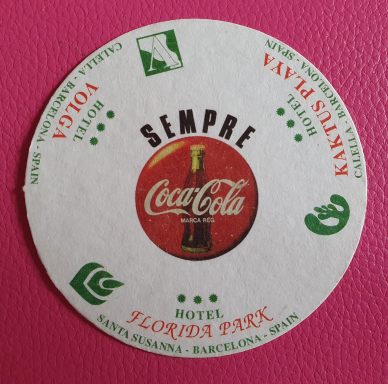 SEMPRE
Coca-Cola
MARCA REG.
HOTEL
VOLGA
CALELLA - BARCELONA - SPAIN
HOTEL
KAKTUS PLAYA
CALELLA - BARCELONA - SPAIN
HOTEL
FLORIDA PARK
SANTA SUSANNA - BARCELONA - SPAIN